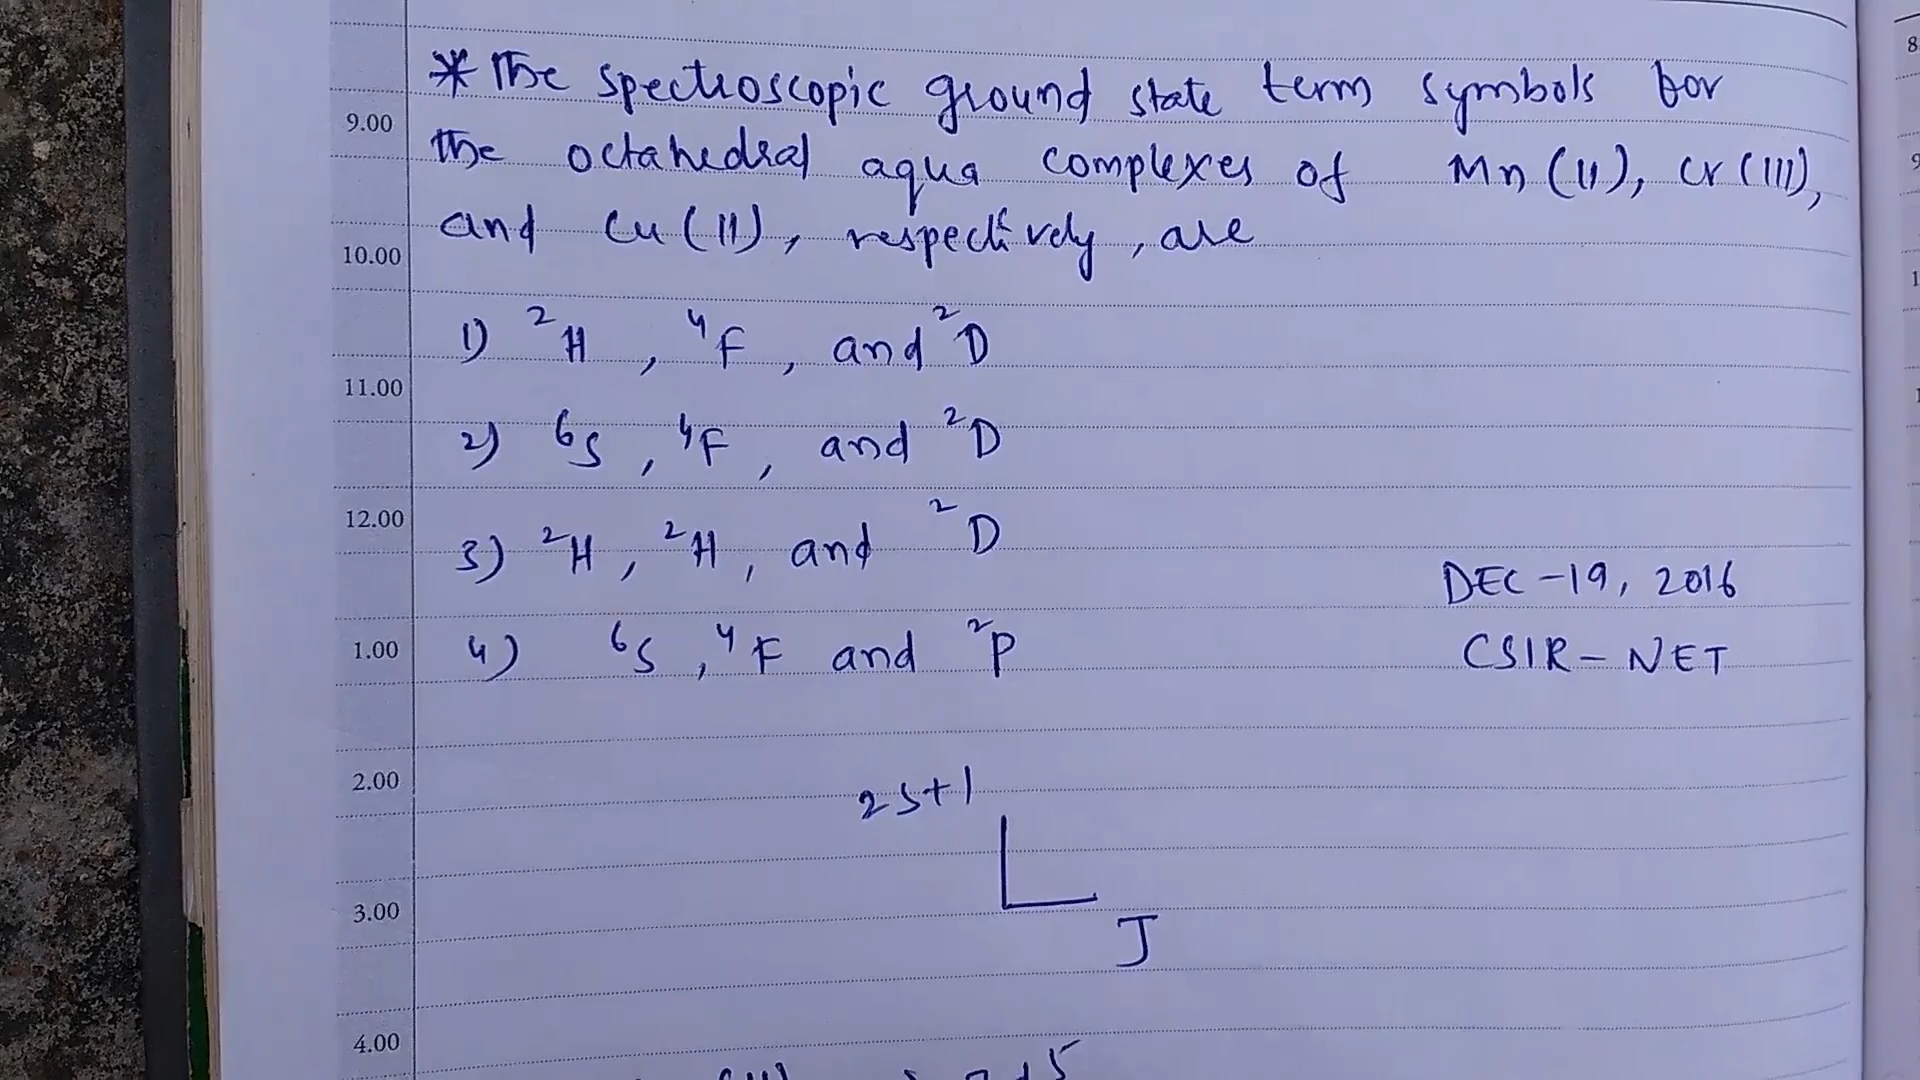 * The spectroscopic ground state term symbols for
9.00 the octahedral aqua complexes of Mn (II), Cr (III),
and Cu (II), respectively, are
10.00
1) ²H, ⁴F, and ²D
11.00
2) ⁶S, ⁴F, and ²D
12.00
3) ²H, ²H, and ²D
DEC-19, 2016
1.00 4) ⁶S, ⁴F and ²P
CSIR-NET
2.00
2S+1
L
3.00
J
4.00